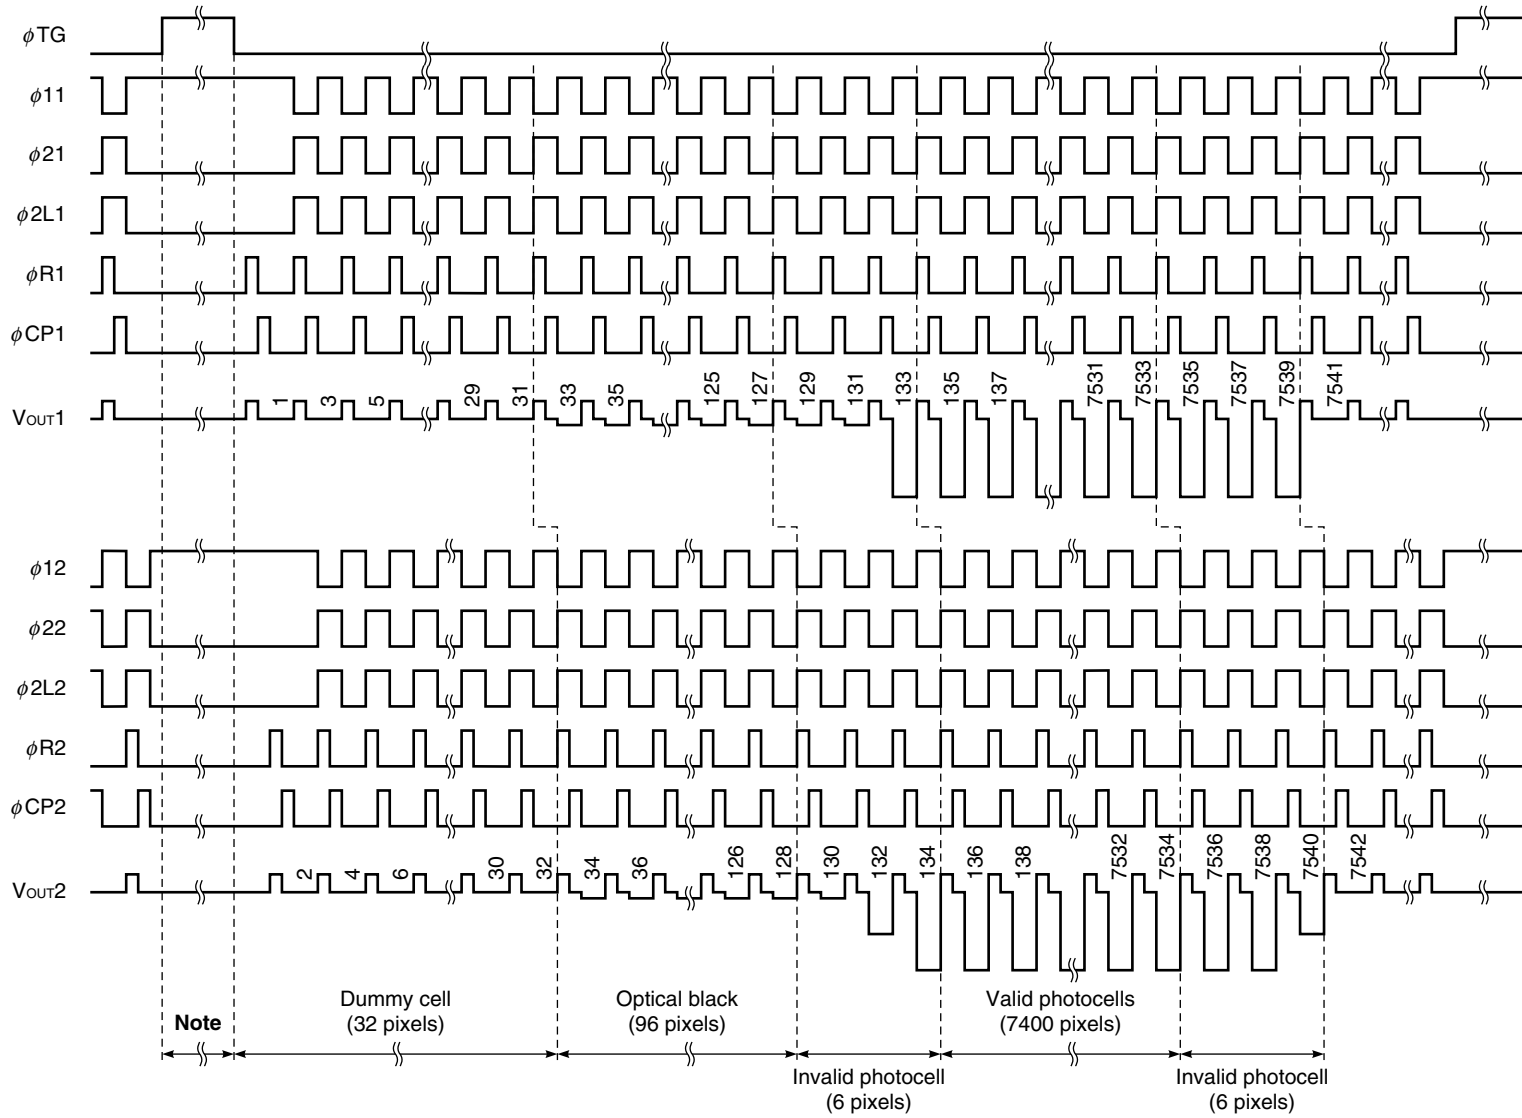 φTG
φ11
φ21
φ2L1
φR1
φCP1
VOUT1
1 3 5 29 31 33 35 125 127 129 131 133 135 137 7531 7533 7535 7537 7539 7541
φ12
φ22
φ2L2
φR2
φCP2
VOUT2
2 4 6 30 32 34 36 126 128 130 132 134 136 138 7532 7534 7536 7538 7540 7542
Note
Dummy cell
(32 pixels)
Optical black
(96 pixels)
Invalid photocell
(6 pixels)
Valid photocells
(7400 pixels)
Invalid photocell
(6 pixels)